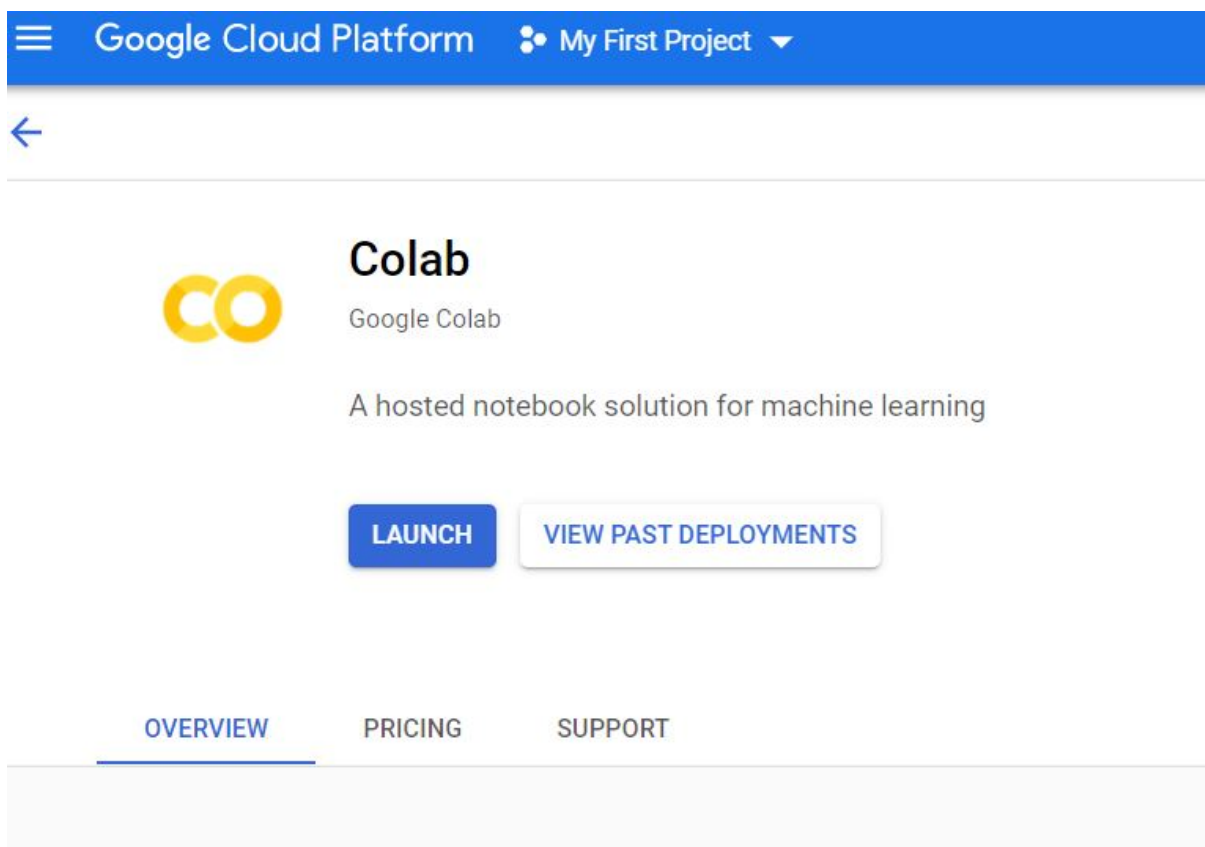 Google Cloud Platform My First Project
Colab
CO
Google Colab
A hosted notebook solution for machine learning
LAUNCH VIEW PAST DEPLOYMENTS
OVERVIEW PRICING SUPPORT